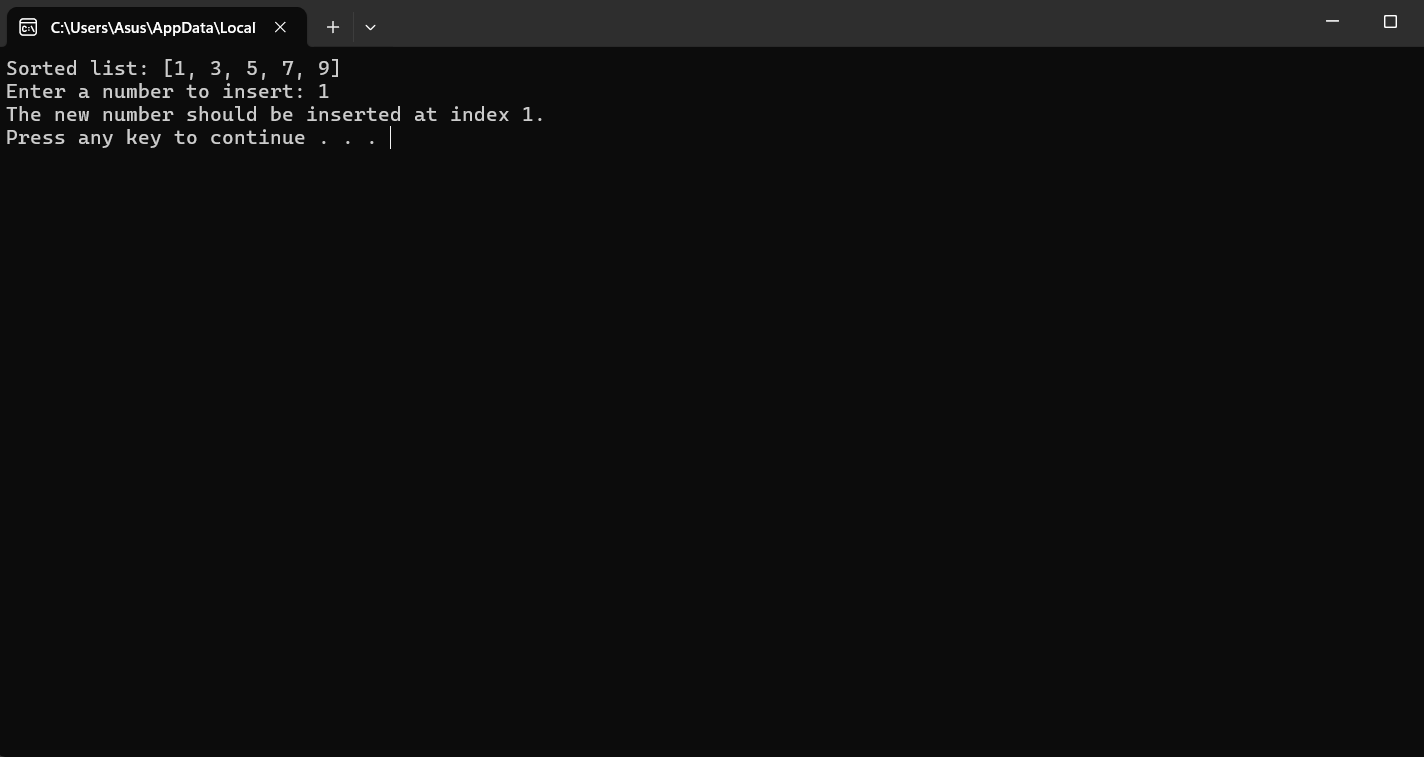 C:\Users\Asus\AppData\Local
Sorted list: [1, 3, 5, 7, 9]
Enter a number to insert: 1
The new number should be inserted at index 1.
Press any key to continue . . .